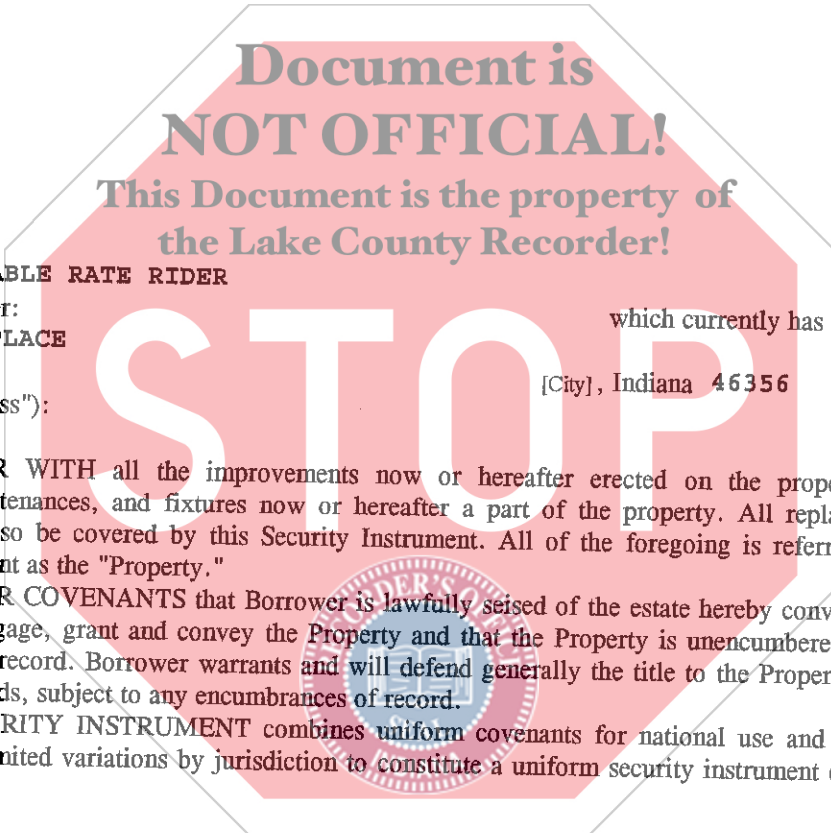 Document is
NOT OFFICIAL!
This Document is the property of
the Lake County Recorder!
STOP
ABLE RATE RIDER
r:
which currently has
PLACE
[City], Indiana 46356
ss"):
R WITH all the improvements now or hereafter erected on the prope
tenances, and fixtures now or hereafter a part of the property. All repla
so be covered by this Security Instrument. All of the foregoing is referr
nt as the "Property."
R COVENANTS that Borrower is lawfully seised of the estate hereby conv
gage, grant and convey the Property and that the Property is unencumbere
record. Borrower warrants and will defend generally the title to the Proper
ds, subject to any encumbrances of record.
RITY INSTRUMENT combines uniform covenants for national use and
mited variations by jurisdiction to constitute a uniform security instrument
RECORDER'S OFFIC